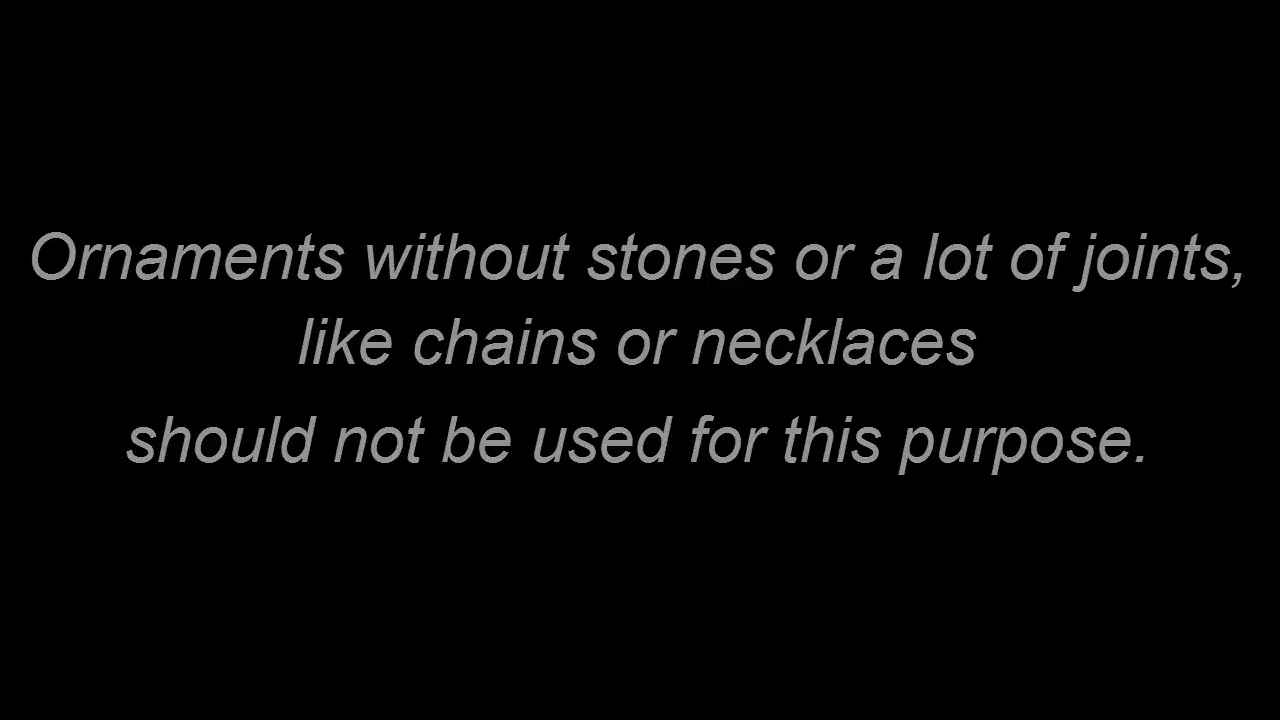 Ornaments without stones or a lot of joints,
like chains or necklaces
should not be used for this purpose.